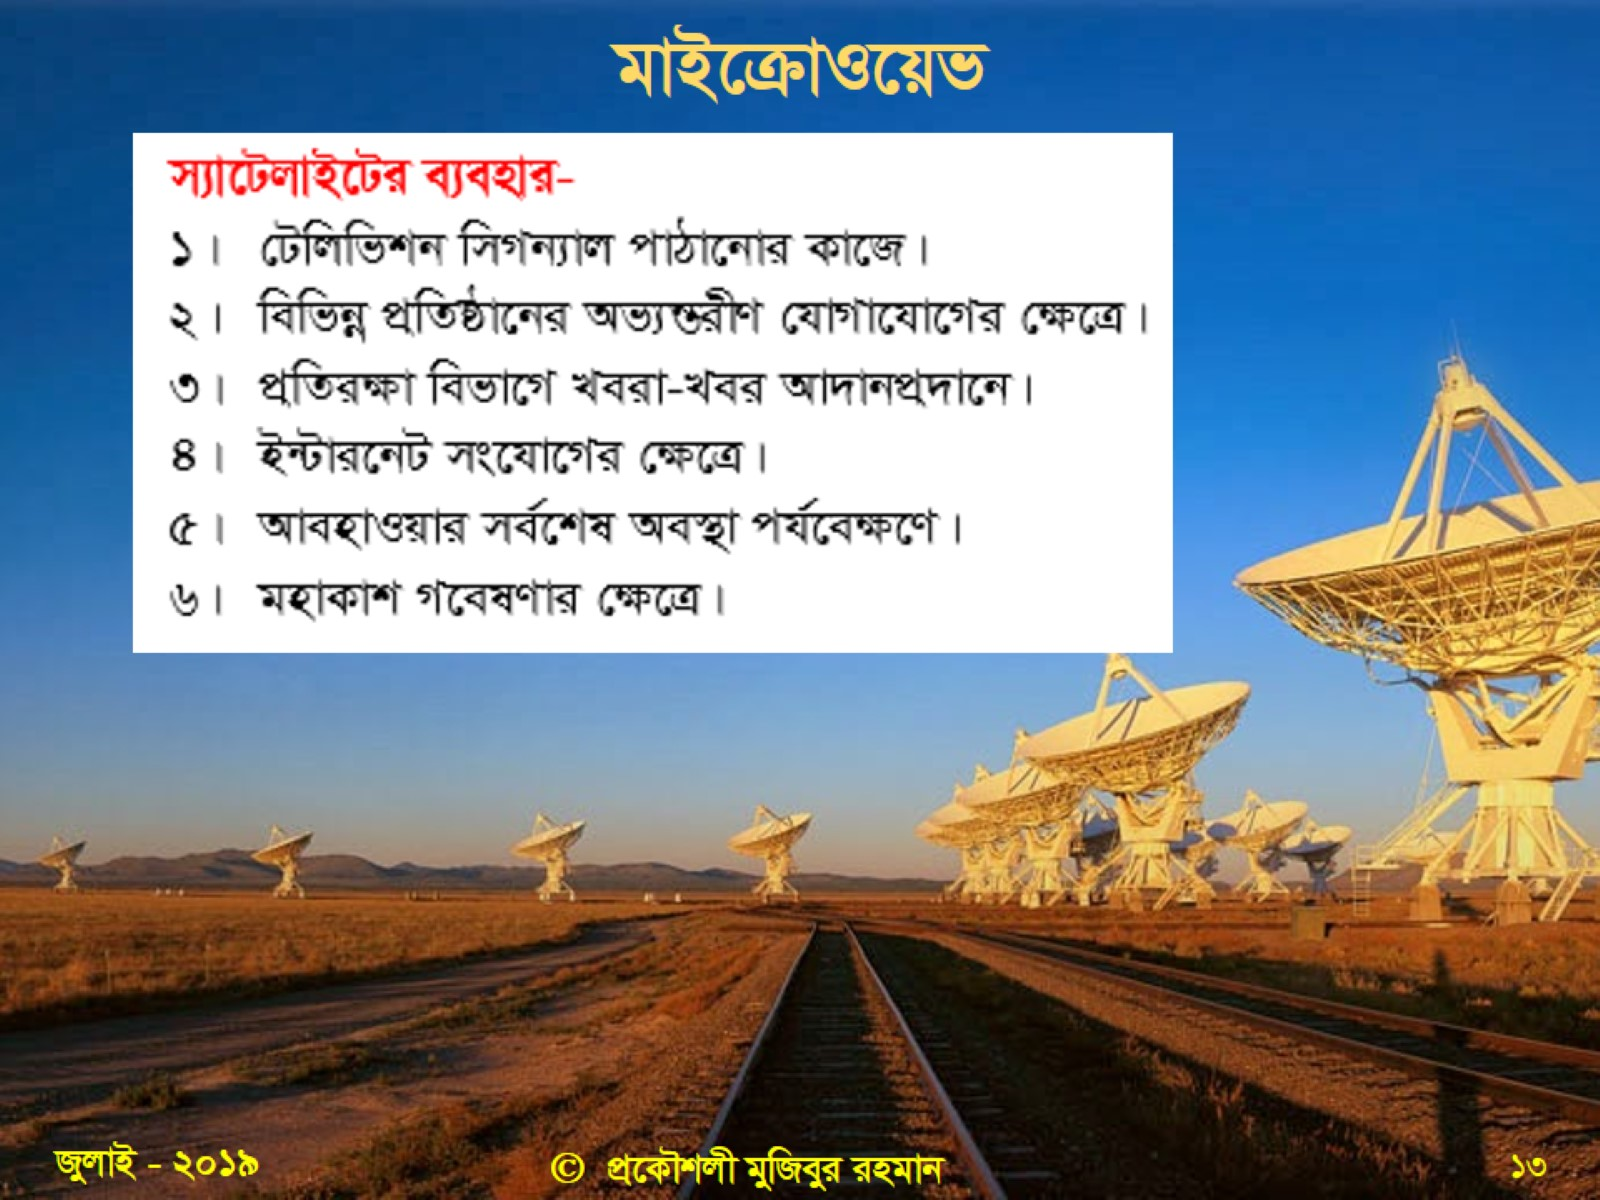 মাইক্রোওয়েভ
স্যাটেলাইটের ব্যবহার-
১। টেলিভিশন সিগন্যাল পাঠানোর কাজে।
২। বিভিন্ন প্রতিষ্ঠানের অভ্যন্তরীণ যোগাযোগের ক্ষেত্রে।
৩। প্রতিরক্ষা বিভাগে খবরা-খবর আদানপ্রদানে।
৪। ইন্টারনেট সংযোগের ক্ষেত্রে।
৫। আবহাওয়ার সর্বশেষ অবস্থা পর্যবেক্ষণে।
৬। মহাকাশ গবেষণার ক্ষেত্রে।
জুলাই - ২০১৯ © প্রকৌশলী মুজিবুর রহমান ১৩